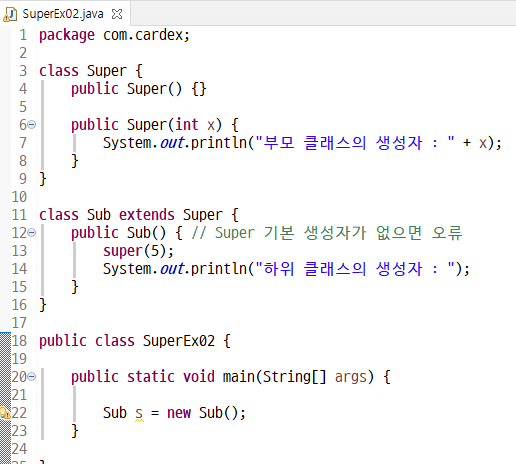 SuperEx02.java
1 package com.cardex;
2
3 class Super {
4     public Super() {}
5
6     public Super(int x) {
7         System.out.println("부모 클래스의 생성자 : " + x);
8     }
9 }
10
11 class Sub extends Super {
12     public Sub() { // Super 기본 생성자가 없으면 오류
13         super(5);
14         System.out.println("하위 클래스의 생성자 : ");
15     }
16 }
17
18 public class SuperEx02 {
19
20     public static void main(String[] args) {
21
22         Sub s = new Sub();
23     }
24